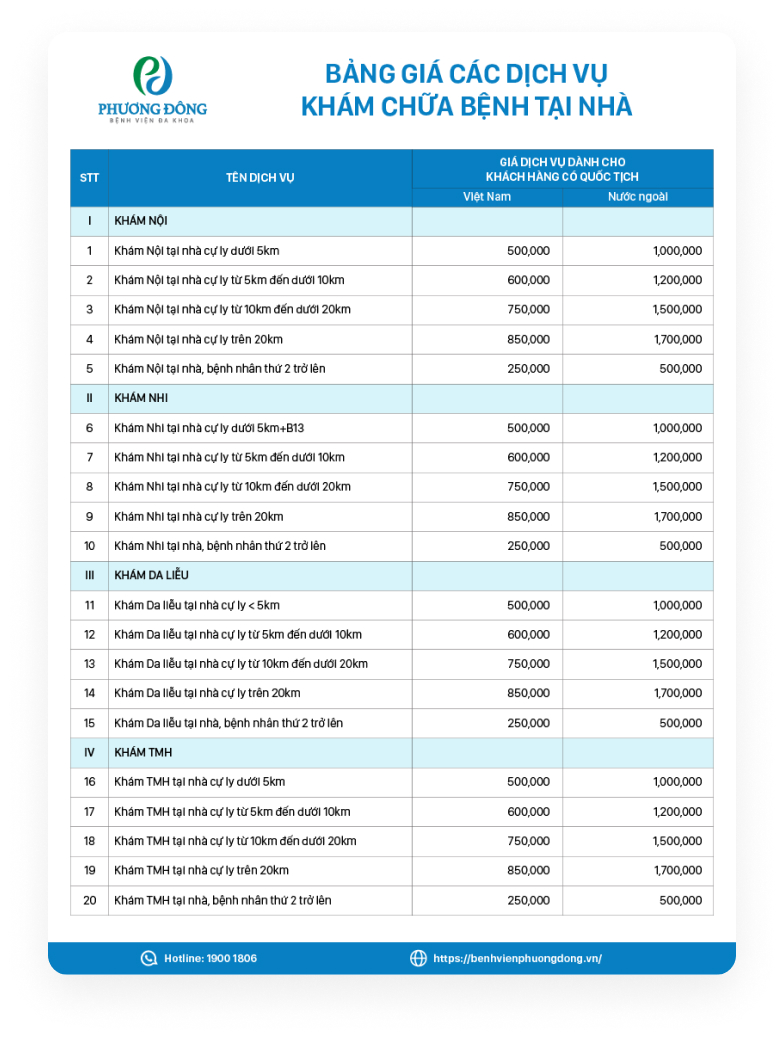 PHƯƠNG ĐÔNG
BỆNH VIỆN ĐA KHOA
BẢNG GIÁ CÁC DỊCH VỤ
KHÁM CHỮA BỆNH TẠI NHÀ
STT TÊN DỊCH VỤ GIÁ DỊCH VỤ DÀNH CHO
KHÁCH HÀNG CÓ QUỐC TỊCH
Việt Nam Nước ngoài
I KHÁM NỘI
1 Khám Nội tại nhà cự ly dưới 5km 500,000 1,000,000
2 Khám Nội tại nhà cự ly từ 5km đến dưới 10km 600,000 1,200,000
3 Khám Nội tại nhà cự ly từ 10km đến dưới 20km 750,000 1,500,000
4 Khám Nội tại nhà cự ly trên 20km 850,000 1,700,000
5 Khám Nội tại nhà, bệnh nhân thứ 2 trở lên 250,000 500,000
II KHÁM NHI
6 Khám Nhi tại nhà cự ly dưới 5km+B13 500,000 1,000,000
7 Khám Nhi tại nhà cự ly từ 5km đến dưới 10km 600,000 1,200,000
8 Khám Nhi tại nhà cự ly từ 10km đến dưới 20km 750,000 1,500,000
9 Khám Nhi tại nhà cự ly trên 20km 850,000 1,700,000
10 Khám Nhi tại nhà, bệnh nhân thứ 2 trở lên 250,000 500,000
III KHÁM DA LIỄU
11 Khám Da liễu tại nhà cự ly < 5km 500,000 1,000,000
12 Khám Da liễu tại nhà cự ly từ 5km đến dưới 10km 600,000 1,200,000
13 Khám Da liễu tại nhà cự ly từ 10km đến dưới 20km 750,000 1,500,000
14 Khám Da liễu tại nhà cự ly trên 20km 850,000 1,700,000
15 Khám Da liễu tại nhà, bệnh nhân thứ 2 trở lên 250,000 500,000
IV KHÁM TMH
16 Khám TMH tại nhà cự ly dưới 5km 500,000 1,000,000
17 Khám TMH tại nhà cự ly từ 5km đến dưới 10km 600,000 1,200,000
18 Khám TMH tại nhà cự ly từ 10km đến dưới 20km 750,000 1,500,000
19 Khám TMH tại nhà cự ly trên 20km 850,000 1,700,000
20 Khám TMH tại nhà, bệnh nhân thứ 2 trở lên 250,000 500,000
Hotline: 1900 1806 https://benhvienphuongdong.vn/